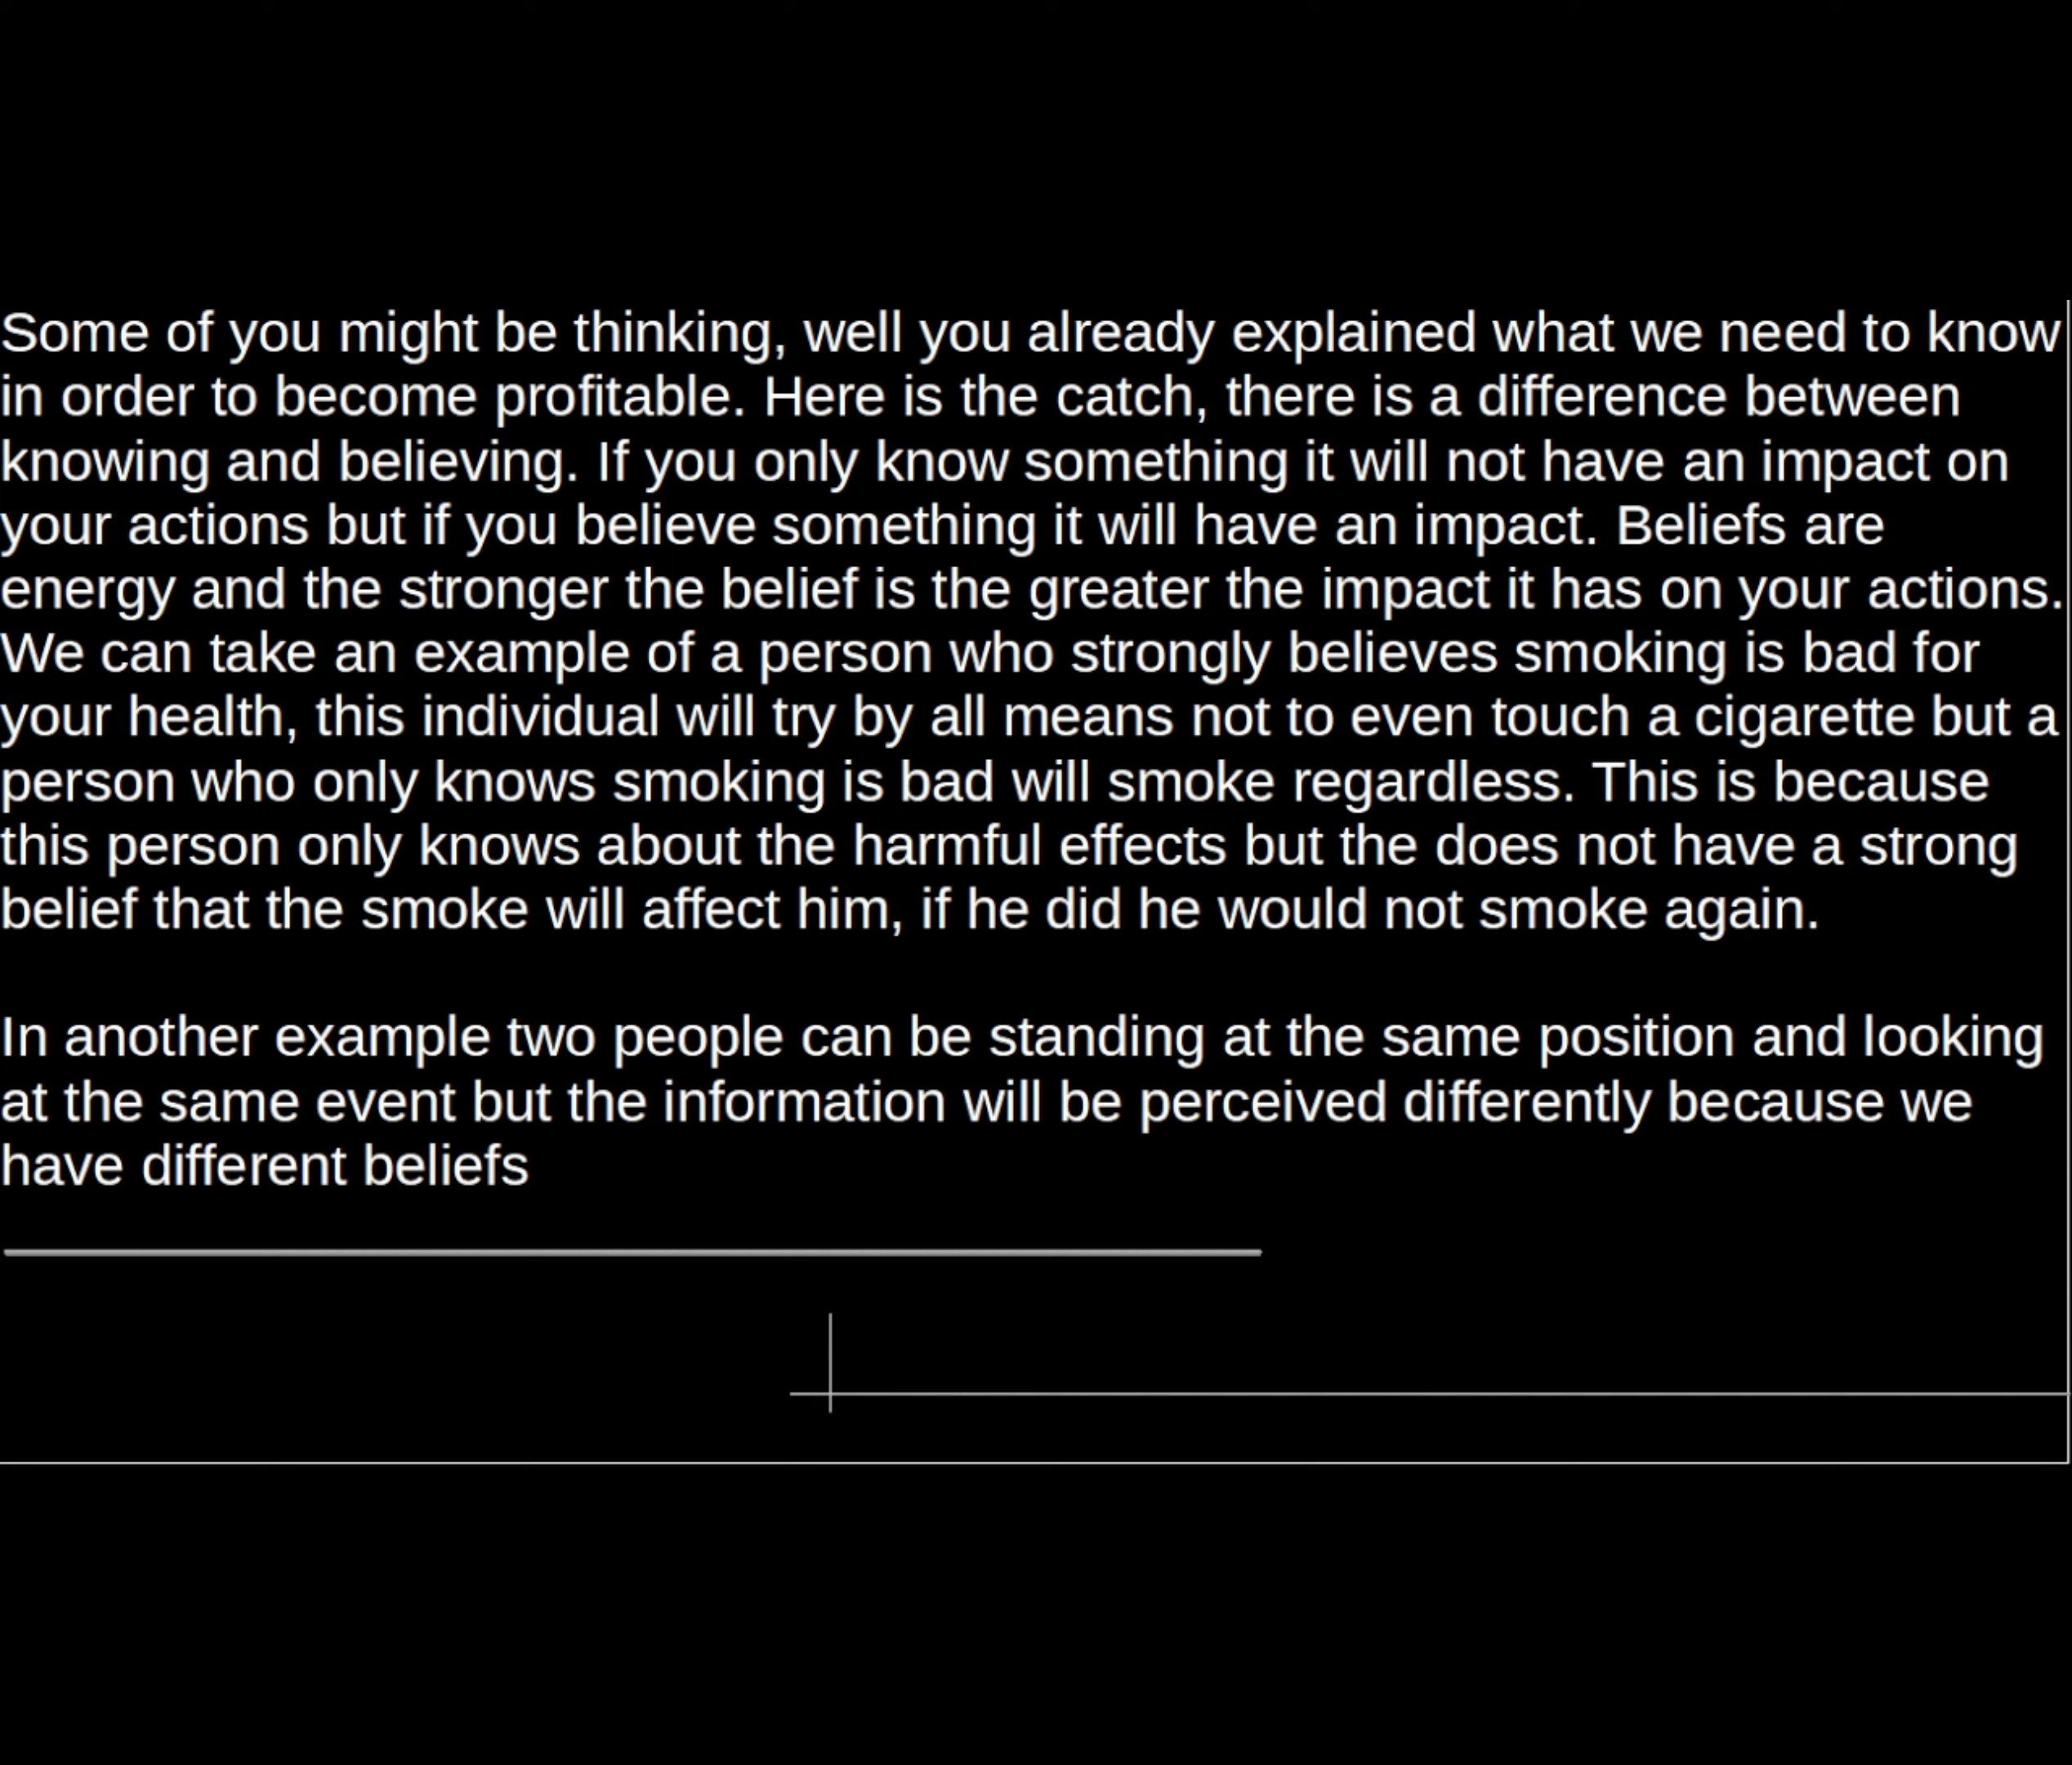 Some of you might be thinking, well you already explained what we need to know
in order to become profitable. Here is the catch, there is a difference between
knowing and believing. If you only know something it will not have an impact on
your actions but if you believe something it will have an impact. Beliefs are
energy and the stronger the belief is the greater the impact it has on your actions.
We can take an example of a person who strongly believes smoking is bad for
your health, this individual will try by all means not to even touch a cigarette but a
person who only knows smoking is bad will smoke regardless. This is because
this person only knows about the harmful effects but the does not have a strong
belief that the smoke will affect him, if he did he would not smoke again.
In another example two people can be standing at the same position and looking
at the same event but the information will be perceived differently because we
have different beliefs